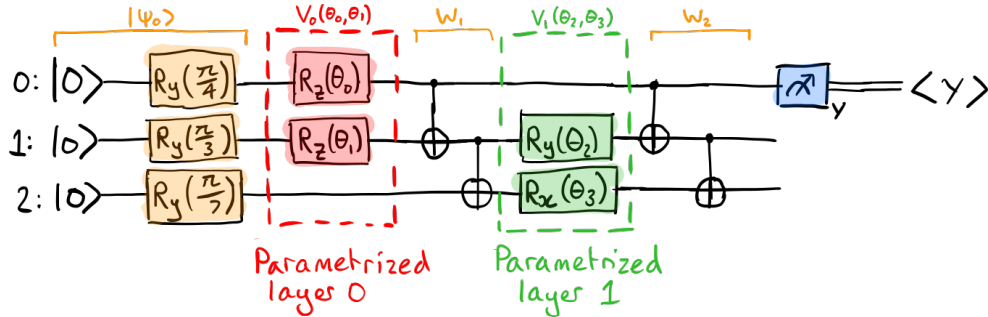 |ψ₀⟩ V₀(θ₀,θ₁) W₁ V₁(θ₂,θ₃) W₂
0: |0⟩ Ry(π/4) Rz(θ₀) Y <Y>
1: |0⟩ Ry(π/3) Rz(θ₁) Ry(θ₂)
2: |0⟩ Ry(π/7) Rx(θ₃)
Parametrized Parametrized
layer 0 layer 1